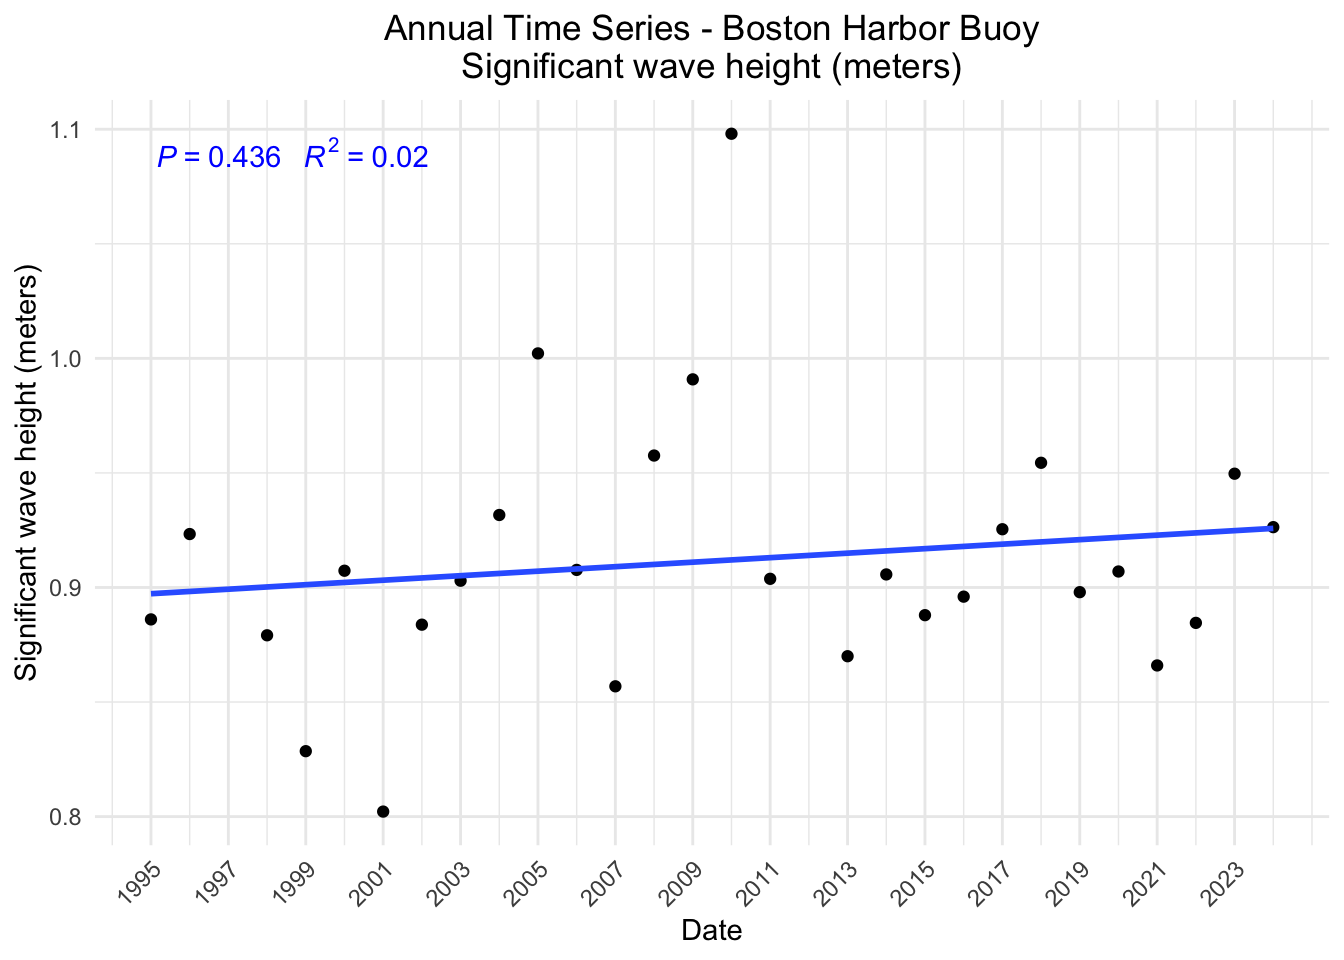 Annual Time Series - Boston Harbor Buoy
Significant wave height (meters)
P = 0.436 R² = 0.02
Significant wave height (meters)
1.1
1.0
0.9
0.8
1995 1997 1999 2001 2003 2005 2007 2009 2011 2013 2015 2017 2019 2021 2023
Date